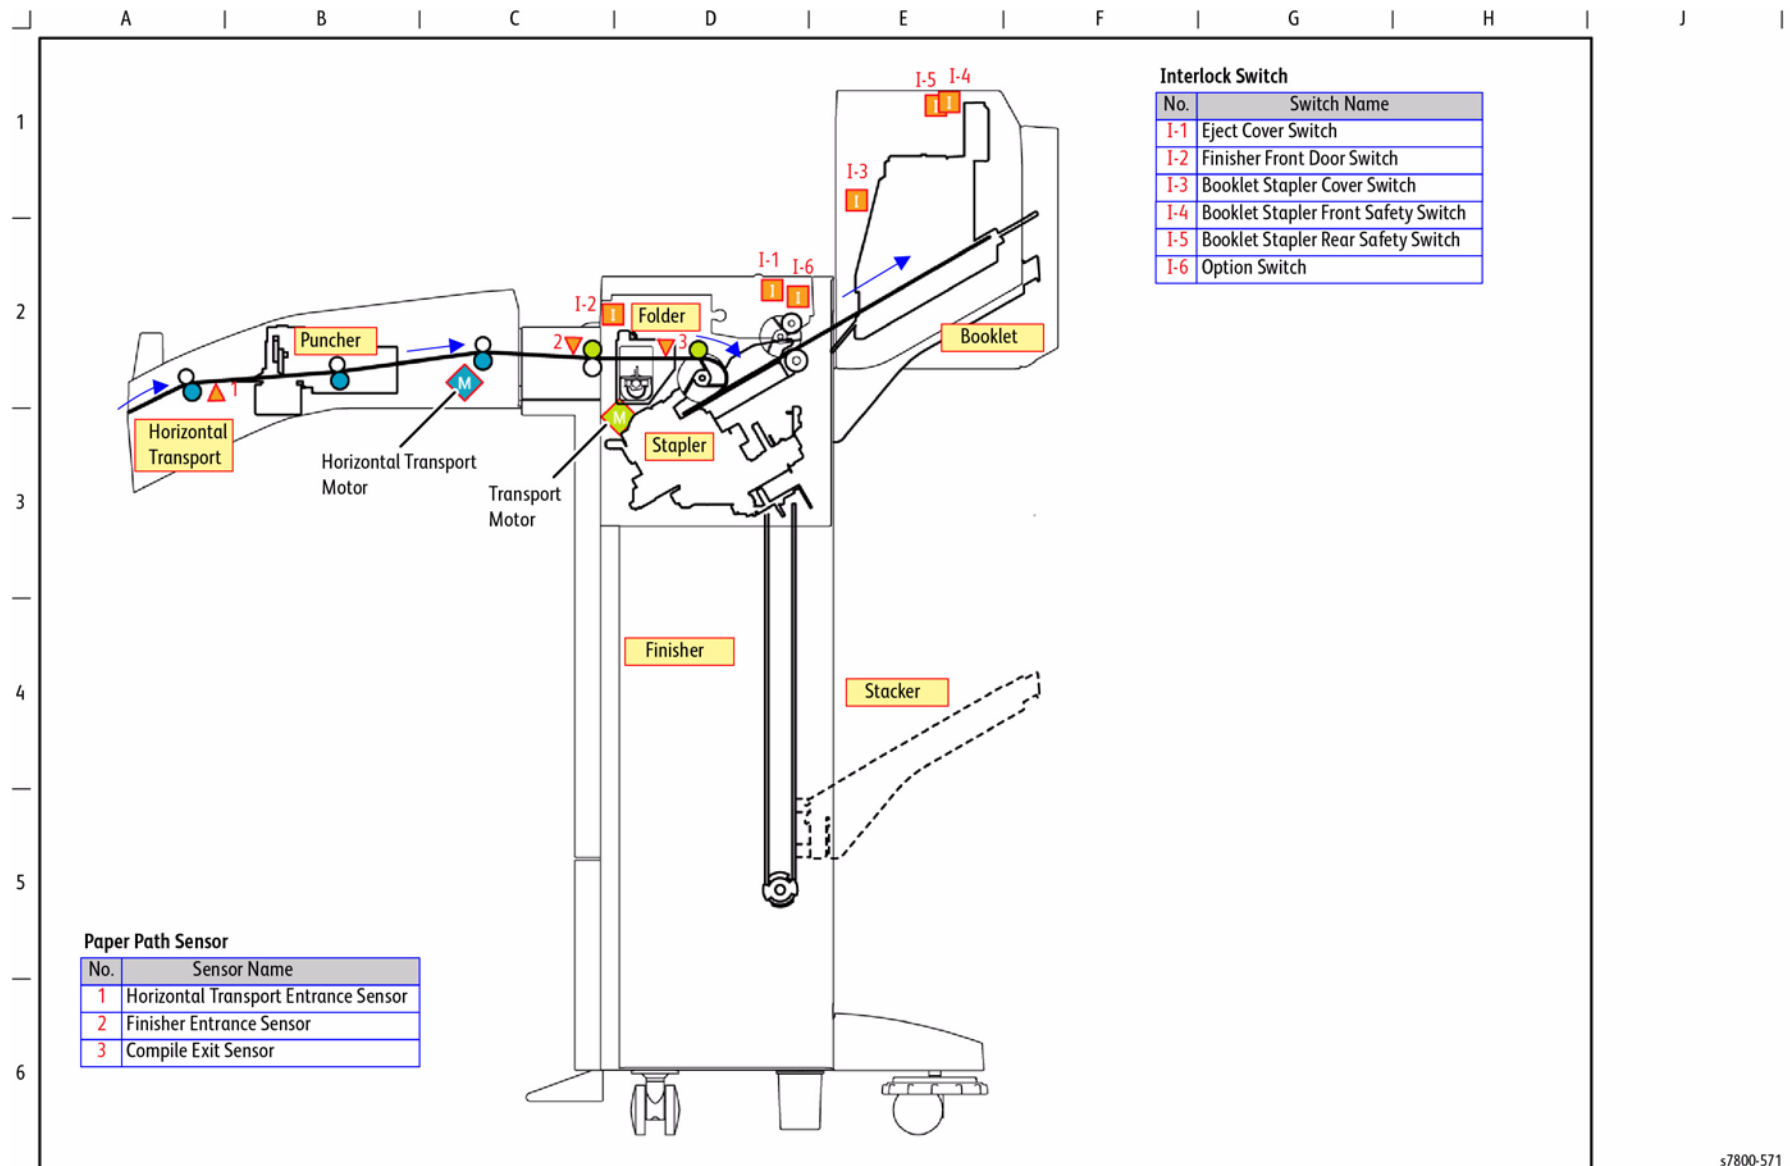 A B C D E F G H J
1
2
3
4
5
6
I-5 I-4
I-3
I-1
I-6
I-2
I
I
I
I
I
I
Folder
Puncher
2
3
1
M
M
Booklet
Horizontal
Transport
Stapler
Horizontal Transport
Motor
Transport
Motor
Finisher
Stacker
Interlock Switch
No. Switch Name
I-1 Eject Cover Switch
I-2 Finisher Front Door Switch
I-3 Booklet Stapler Cover Switch
I-4 Booklet Stapler Front Safety Switch
I-5 Booklet Stapler Rear Safety Switch
I-6 Option Switch
Paper Path Sensor
No. Sensor Name
1 Horizontal Transport Entrance Sensor
2 Finisher Entrance Sensor
3 Compile Exit Sensor
s7800-571